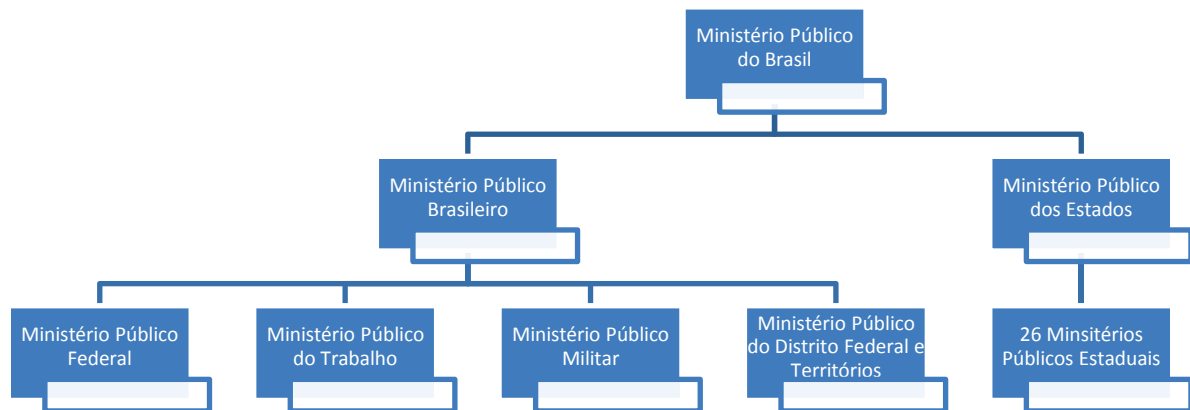 Ministério Público
do Brasil
Ministério Público
Brasileiro
Ministério Público
dos Estados
Ministério Público
Federal
Ministério Público
do Trabalho
Ministério Público
Militar
Ministério Público
do Distrito Federal e
Territórios
26 Minsitérios
Públicos Estaduais